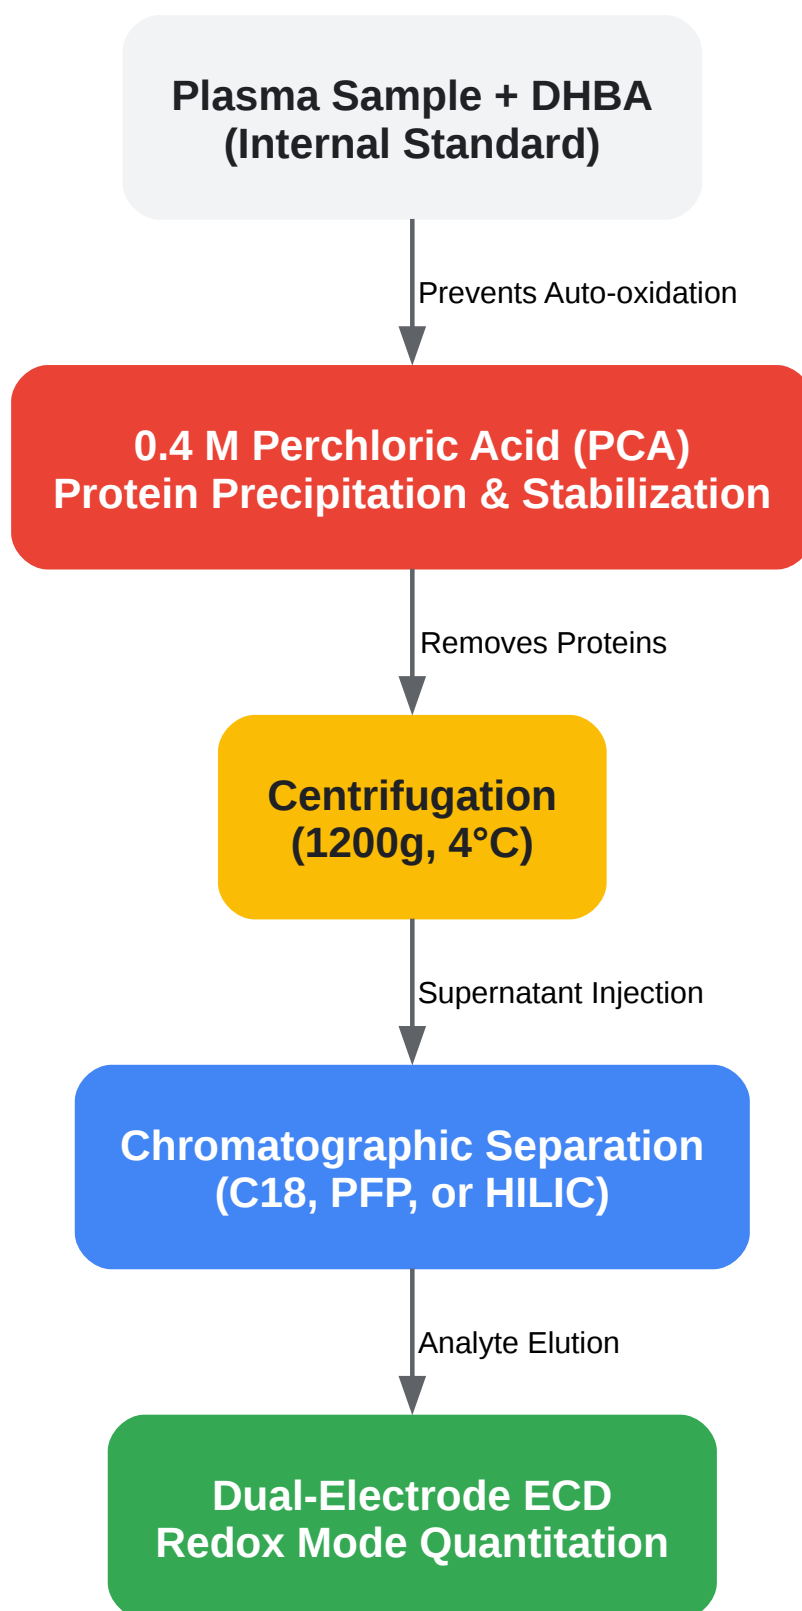 Plasma Sample + DHBA
(Internal Standard)
Prevents Auto-oxidation
0.4 M Perchloric Acid (PCA)
Protein Precipitation & Stabilization
Removes Proteins
Centrifugation
(1200g, 4°C)
Supernatant Injection
Chromatographic Separation
(C18, PFP, or HILIC)
Analyte Elution
Dual-Electrode ECD
Redox Mode Quantitation